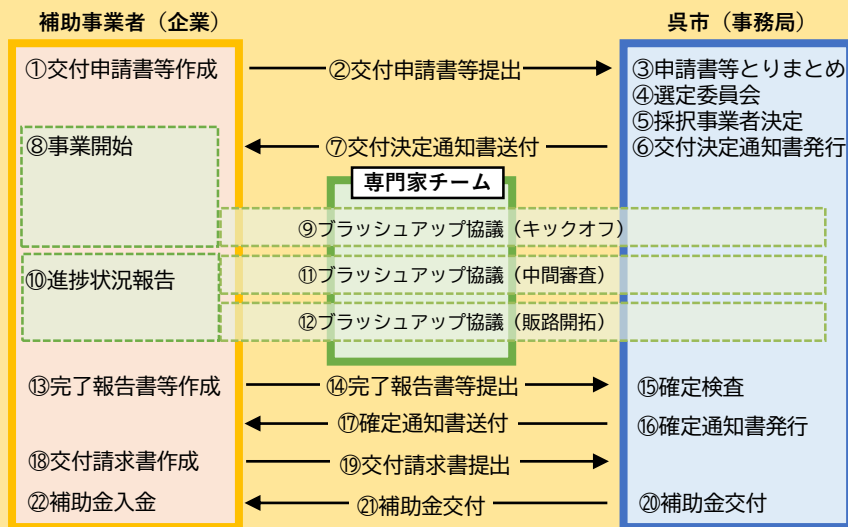 補助事業者（企業）
呉市（事務局）
①交付申請書等作成
②交付申請書等提出
③申請書等とりまとめ
④選定委員会
⑤採択事業者決定
⑧事業開始
⑦交付決定通知書送付
⑥交付決定通知書発行
専門家チーム
⑨ブラッシュアップ協議（キックオフ）
⑩進捗状況報告
⑪ブラッシュアップ協議（中間審査）
⑫ブラッシュアップ協議（販路開拓）
⑬完了報告書等作成
⑭完了報告書等提出
⑮確定検査
⑰確定通知書送付
⑯確定通知書発行
⑱交付請求書作成
⑲交付請求書提出
㉒補助金入金
㉑補助金交付
⑳補助金交付